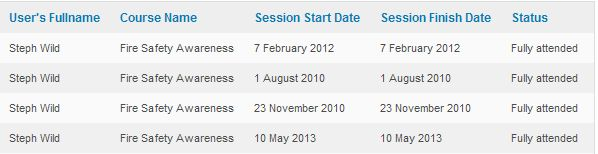 User's Fullname Course Name Session Start Date Session Finish Date Status
Steph Wild Fire Safety Awareness 7 February 2012 7 February 2012 Fully attended
Steph Wild Fire Safety Awareness 1 August 2010 1 August 2010 Fully attended
Steph Wild Fire Safety Awareness 23 November 2010 23 November 2010 Fully attended
Steph Wild Fire Safety Awareness 10 May 2013 10 May 2013 Fully attended